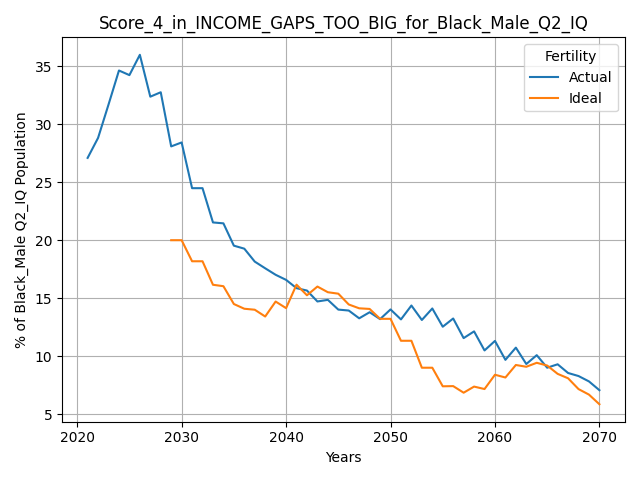 Score_4_in_INCOME_GAPS_TOO_BIG_for_Black_Male_Q2_IQ
Fertility
Actual
Ideal
% of Black_Male Q2_IQ Population
35
30
25
20
15
10
5
2020 2030 2040 2050 2060 2070
Years